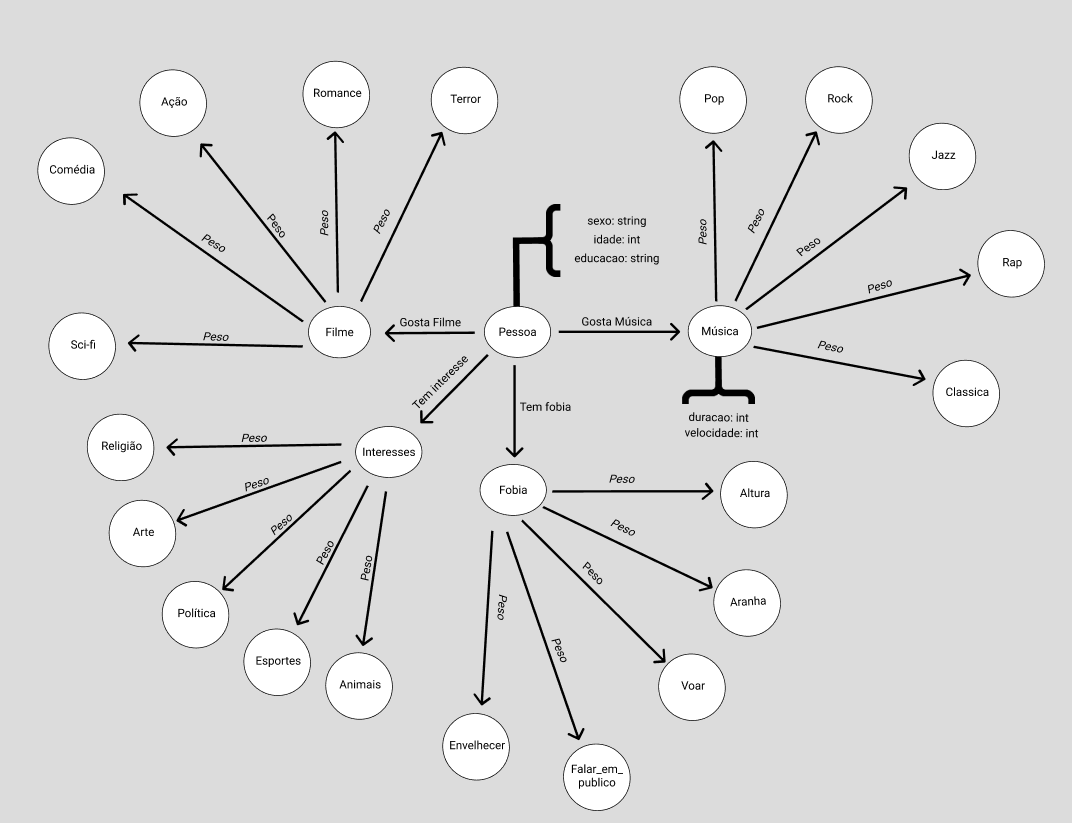 Romance
Terror
Ação
Pop
Rock
Comédia
Jazz
Peso
Peso
Peso
Peso
Peso
Peso
Peso
sexo: string
idade: int
educacao: string
Rap
Peso
Sci-fi
Peso
Filme
Gosta Filme
Pessoa
Gosta Música
Música
Peso
Classica
Tem interesse
Tem fobia
duracao: int
velocidade: int
Religião
Peso
Interesses
Peso
Arte
Peso
Peso
Peso
Política
Esportes
Animais
Fobia
Peso
Altura
Peso
Aranha
Peso
Voar
Peso
Peso
Envelhecer
Falar_em_
publico